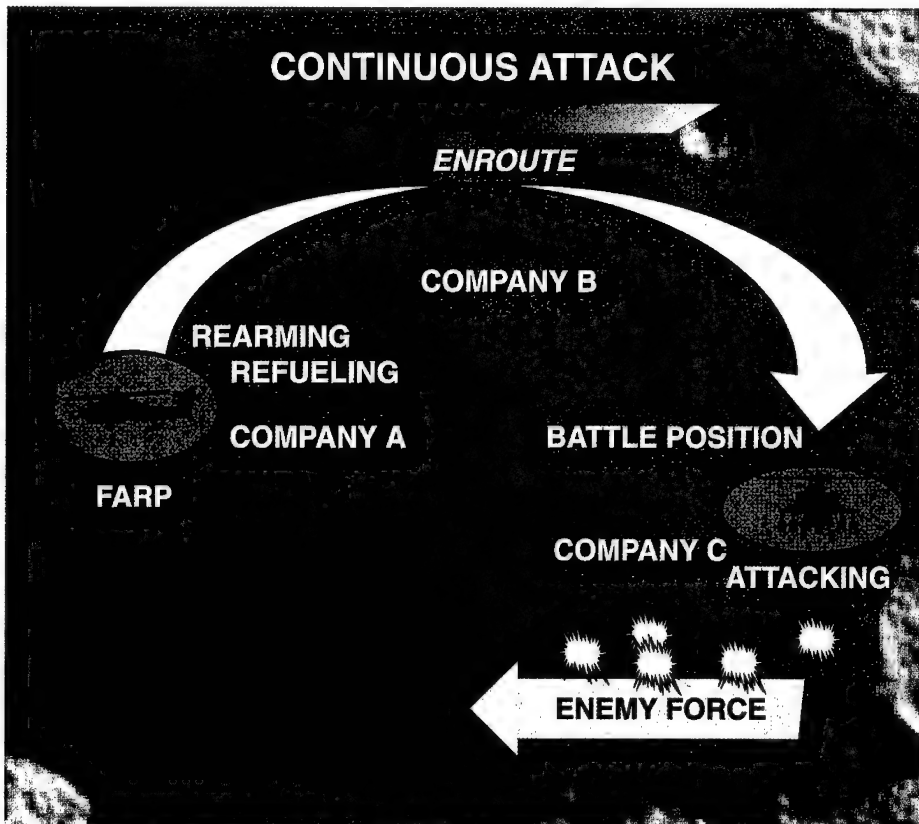 CONTINUOUS ATTACK
ENROUTE
COMPANY B
REARMING
REFUELING
COMPANY A
BATTLE POSITION
FARP
COMPANY C
ATTACKING
ENEMY FORCE